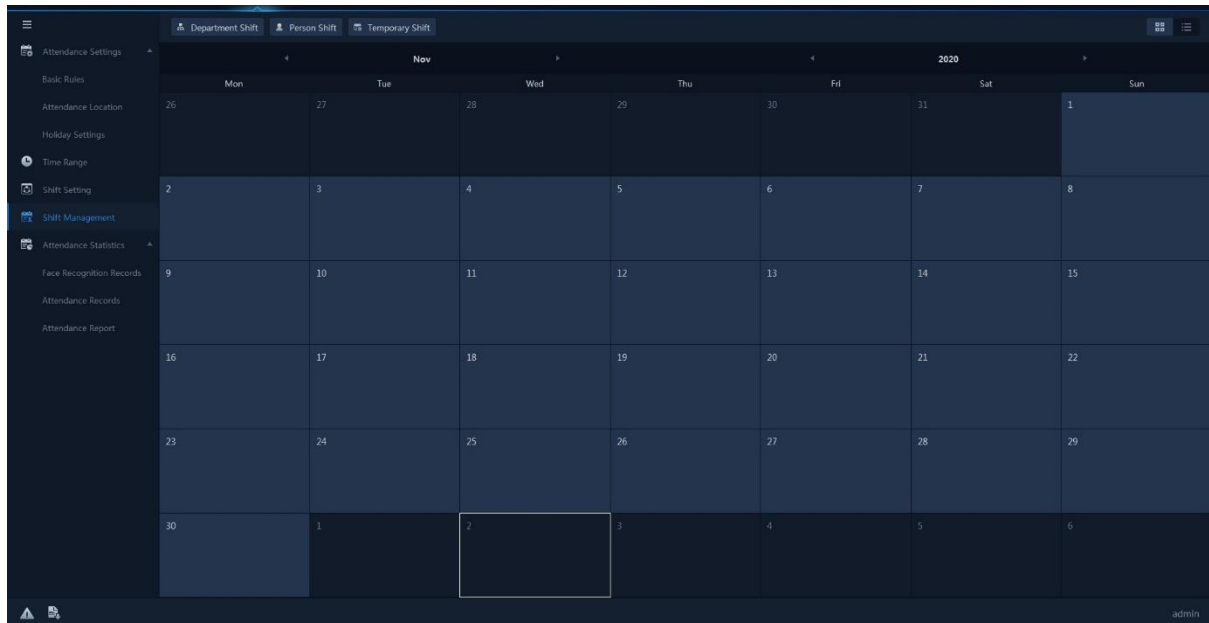 Department Shift Person Shift Temporary Shift
Attendance Settings
Basic Rules
Attendance Location
Holiday Settings
Time Range
Shift Setting
Shift Management
Attendance Statistics
Face Recognition Records
Attendance Records
Attendance Report
Nov 2020
Mon Tue Wed Thu Fri Sat Sun
26 27 28 29 30 31 1
2 3 4 5 6 7 8
9 10 11 12 13 14 15
16 17 18 19 20 21 22
23 24 25 26 27 28 29
30 1 2 3 4 5 6
admin